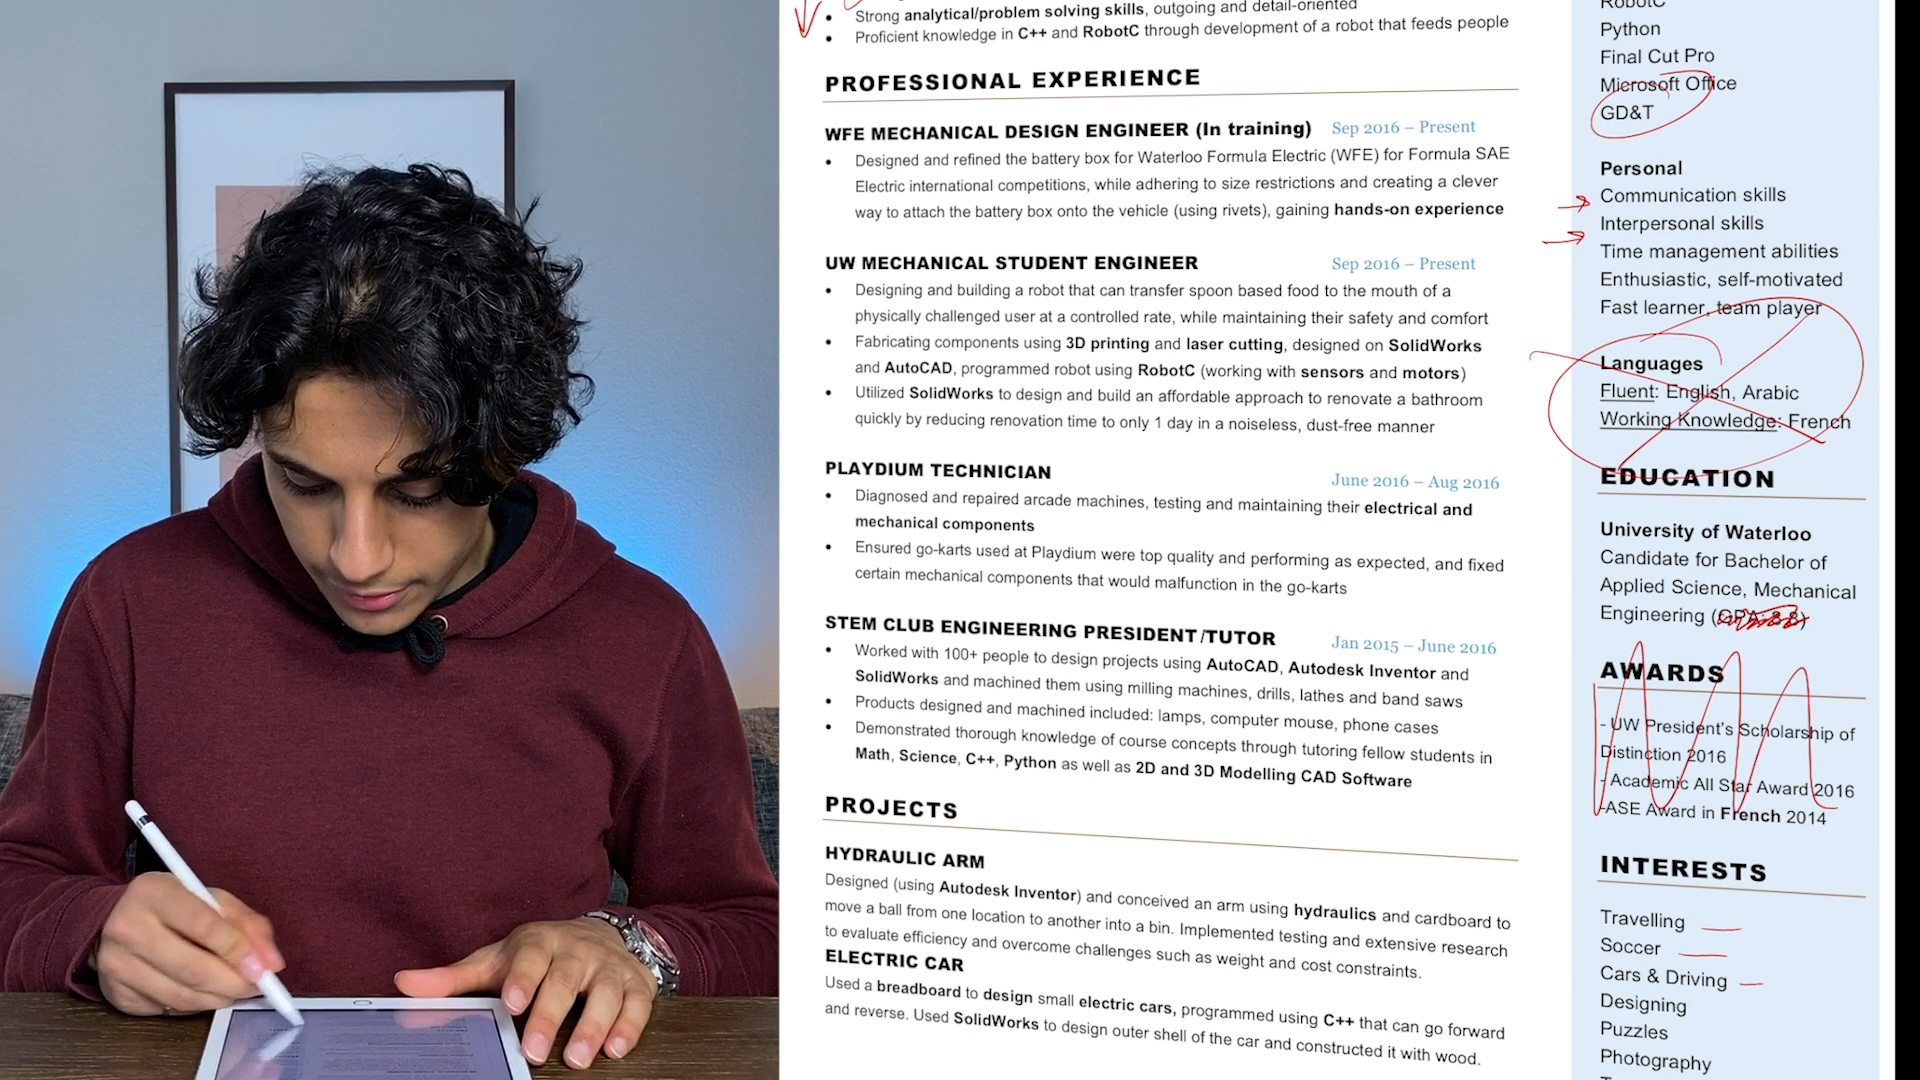 Strong analytical/problem solving skills, outgoing and detail-oriented
Proficient knowledge in C++ and RobotC through development of a robot that feeds people
PROFESSIONAL EXPERIENCE
WFE MECHANICAL DESIGN ENGINEER (In training) Sep 2016 – Present
Designed and refined the battery box for Waterloo Formula Electric (WFE) for Formula SAE
Electric international competitions, while adhering to size restrictions and creating a clever
way to attach the battery box onto the vehicle (using rivets), gaining hands-on experience
UW MECHANICAL STUDENT ENGINEER Sep 2016 – Present
Designing and building a robot that can transfer spoon based food to the mouth of a
physically challenged user at a controlled rate, while maintaining their safety and comfort
Fabricating components using 3D printing and laser cutting, designed on SolidWorks
and AutoCAD, programmed robot using RobotC (working with sensors and motors)
Utilized SolidWorks to design and build an affordable approach to renovate a bathroom
quickly by reducing renovation time to only 1 day in a noiseless, dust-free manner
PLAYDIUM TECHNICIAN June 2016 – Aug 2016
Diagnosed and repaired arcade machines, testing and maintaining their electrical and
mechanical components
Ensured go-karts used at Playdium were top quality and performing as expected, and fixed
certain mechanical components that would malfunction in the go-karts
STEM CLUB ENGINEERING PRESIDENT/TUTOR Jan 2015 – June 2016
Worked with 100+ people to design projects using AutoCAD, Autodesk Inventor and
SolidWorks and machined them using milling machines, drills, lathes and band saws
Products designed and machined included: lamps, computer mouse, phone cases
Demonstrated thorough knowledge of course concepts through tutoring fellow students in
Math, Science, C++, Python as well as 2D and 3D Modelling CAD Software
PROJECTS
HYDRAULIC ARM
Designed (using Autodesk Inventor) and conceived an arm using hydraulics and cardboard to
move a ball from one location to another into a bin. Implemented testing and extensive research
to evaluate efficiency and overcome challenges such as weight and cost constraints.
ELECTRIC CAR
Used a breadboard to design small electric cars, programmed using C++ that can go forward
and reverse. Used SolidWorks to design outer shell of the car and constructed it with wood.
RobotC
Python
Final Cut Pro
Microsoft Office
GD&T
Personal
Communication skills
Interpersonal skills
Time management abilities
Enthusiastic, self-motivated
Fast learner, team player
Languages
Fluent: English, Arabic
Working Knowledge: French
EDUCATION
University of Waterloo
Candidate for Bachelor of
Applied Science, Mechanical
Engineering
AWARDS
- UW President's Scholarship of
Distinction 2016
- Academic All Star Award 2016
-ASE Award in French 2014
INTERESTS
Travelling
Soccer
Cars & Driving
Designing
Puzzles
Photography